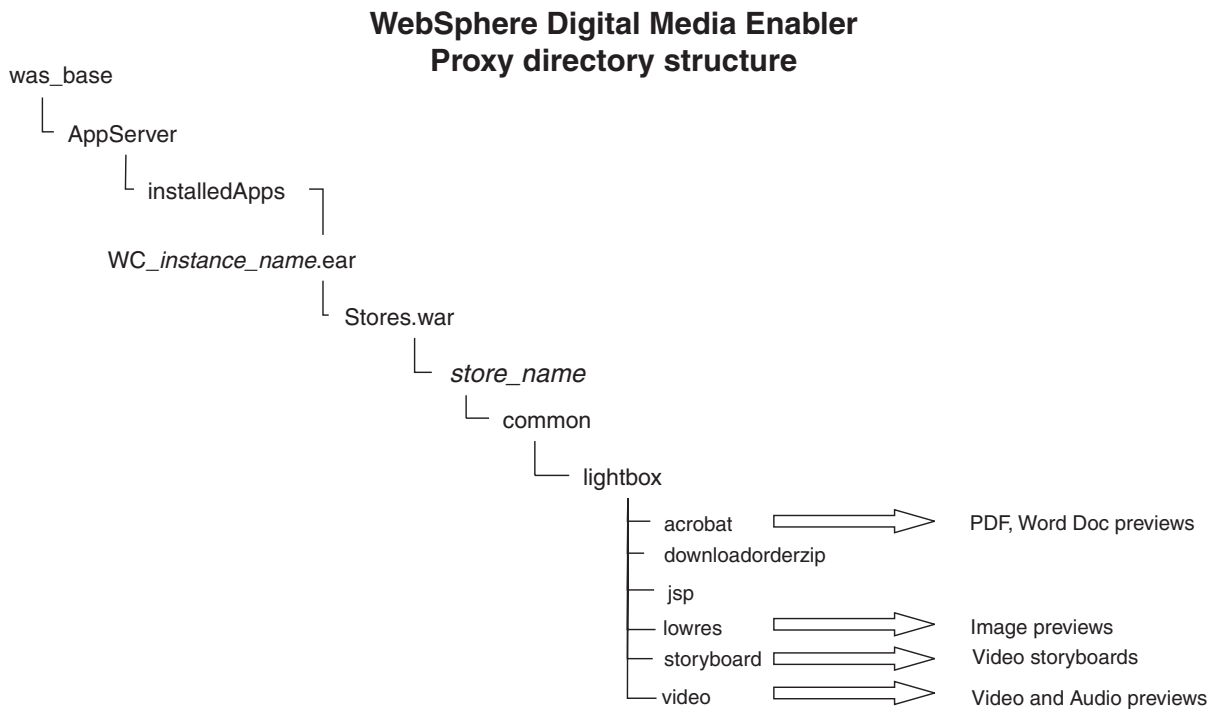 WebSphere Digital Media Enabler
Proxy directory structure
was_base
AppServer
installedApps
WC_instance_name.ear
Stores.war
store_name
common
lightbox
acrobat
PDF, Word Doc previews
downloadorderzip
jsp
lowres
Image previews
storyboard
Video storyboards
video
Video and Audio previews